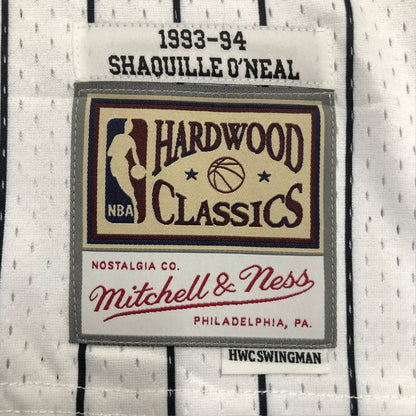 1993-94
SHAQUILLE O'NEAL
HARDWOOD
NBA
CLASSICS
NOSTALGIA CO.
Mitchell & Ness
PHILADELPHIA, PA.
HWC SWINGMAN